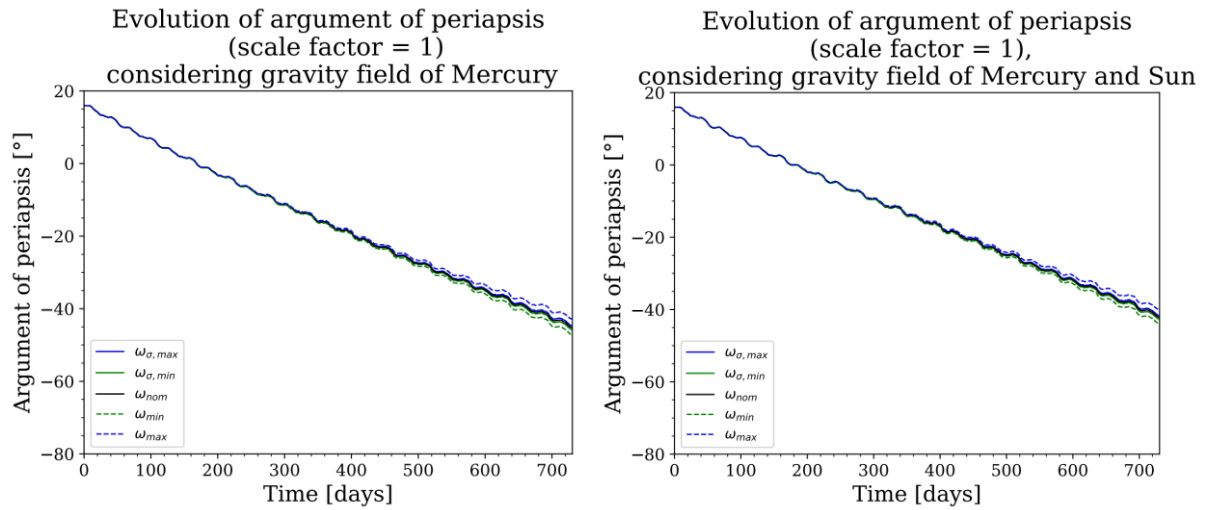 Evolution of argument of periapsis
(scale factor = 1)
considering gravity field of Mercury
20
0
−20
−40
−60
−80
Argument of periapsis [°]
ω_{σ, max}
ω_{σ, min}
ω_{nom}
ω_{min}
ω_{max}
0 100 200 300 400 500 600 700
Time [days]
Evolution of argument of periapsis
(scale factor = 1),
considering gravity field of Mercury and Sun
20
0
−20
−40
−60
−80
Argument of periapsis [°]
ω_{σ, max}
ω_{σ, min}
ω_{nom}
ω_{min}
ω_{max}
0 100 200 300 400 500 600 700
Time [days]